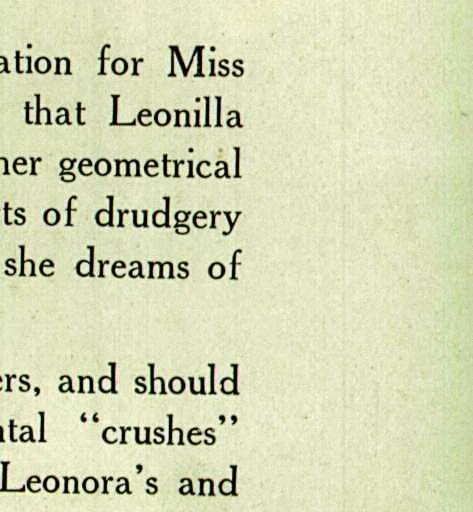 ation for Miss
that Leonilla
her geometrical
ts of drudgery
she dreams of
ers, and should
ntal “crushes”
Leonora’s and